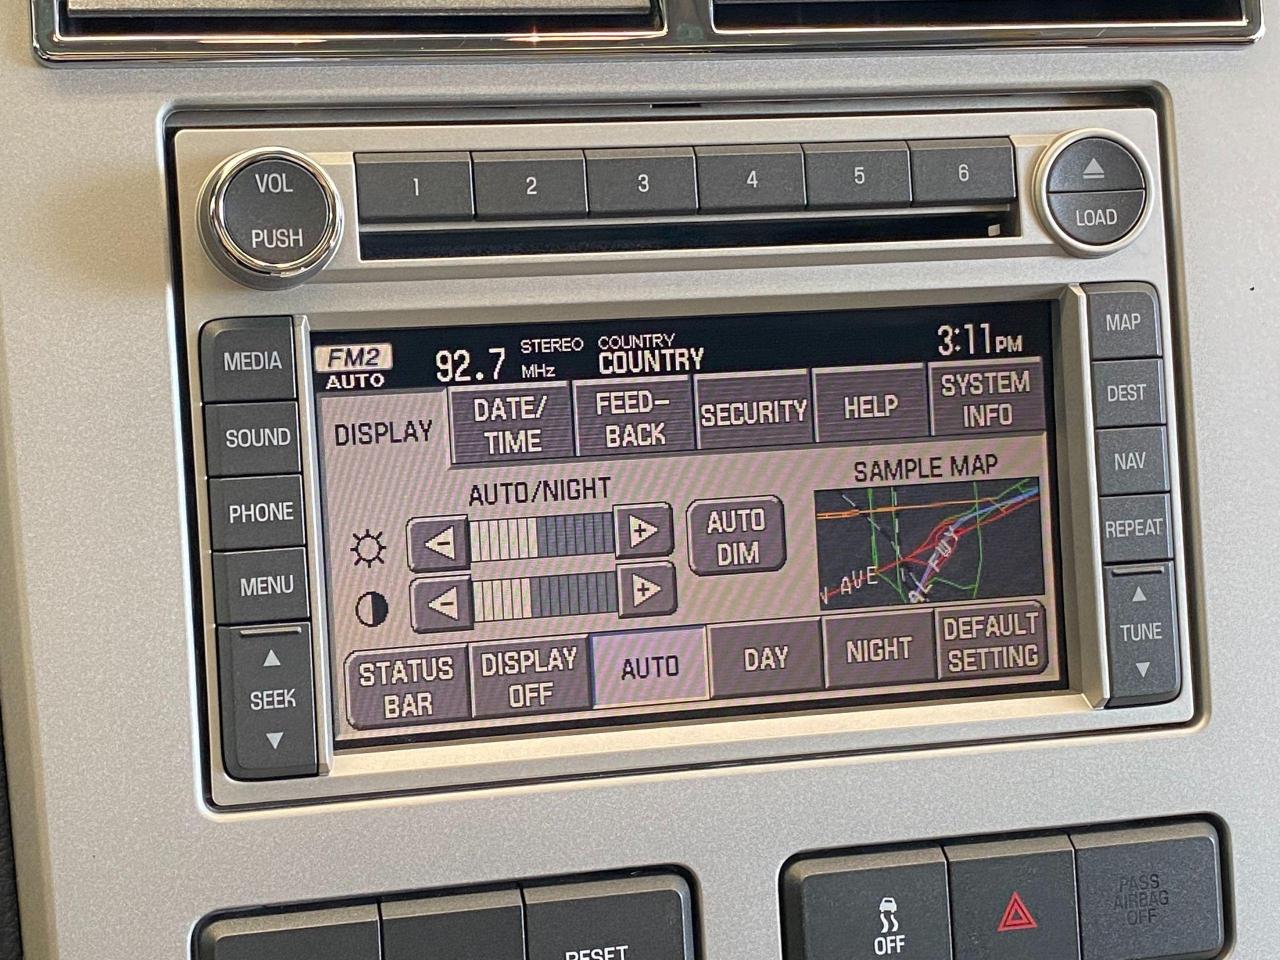 VOL
PUSH
1
2
3
4
5
6
LOAD
MEDIA
SOUND
PHONE
MENU
SEEK
MAP
DEST
NAV
REPEAT
TUNE
FM2
AUTO
92.7 MHz
STEREO
COUNTRY
COUNTRY
3:11PM
DISPLAY
DATE/
TIME
FEED-
BACK
SECURITY
HELP
SYSTEM
INFO
AUTO/NIGHT
- +
- +
AUTO
DIM
SAMPLE MAP
AVE
FWY
STATUS
BAR
DISPLAY
OFF
AUTO
DAY
NIGHT
DEFAULT
SETTING
RESET
OFF
PASS
AIRBAG
OFF